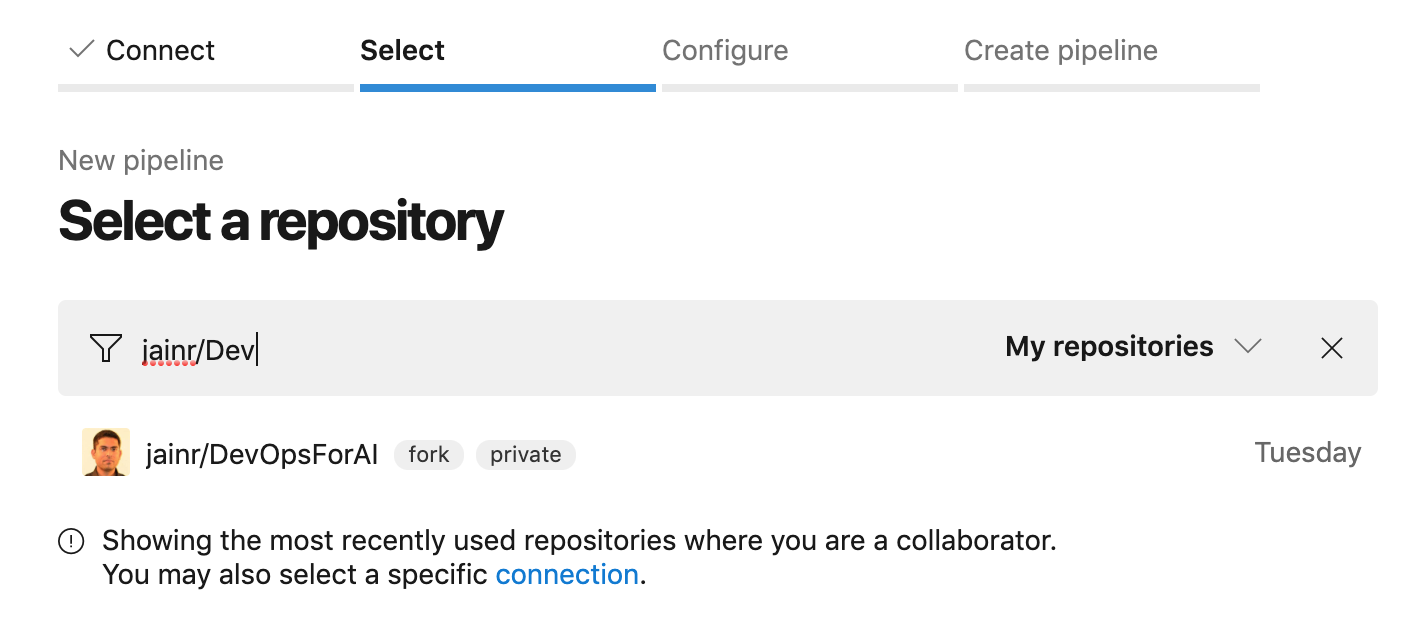 Connect Select Configure Create pipeline
New pipeline
Select a repository
jainr/Dev My repositories
jainr/DevOpsForAI fork private Tuesday
Showing the most recently used repositories where you are a collaborator.
You may also select a specific connection.